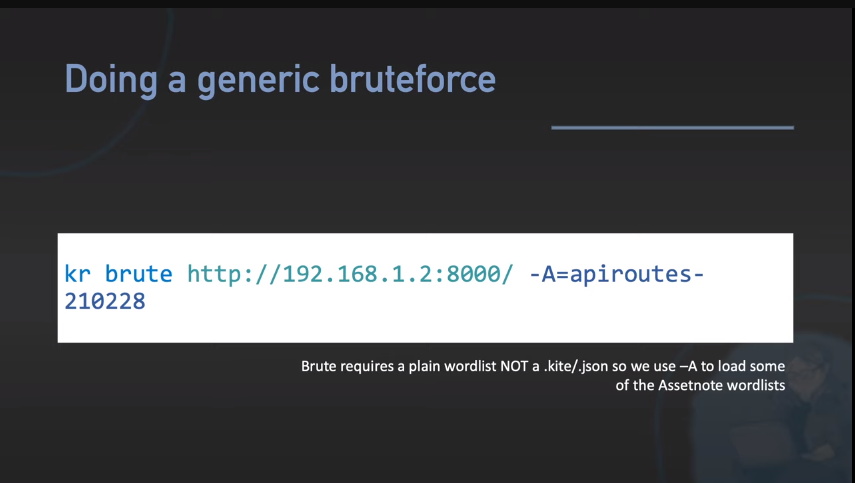 Doing a generic bruteforce
kr brute http://192.168.1.2:8000/ -A=apiroutes-
210228
Brute requires a plain wordlist NOT a .kite/.json so we use –A to load some
of the Assetnote wordlists